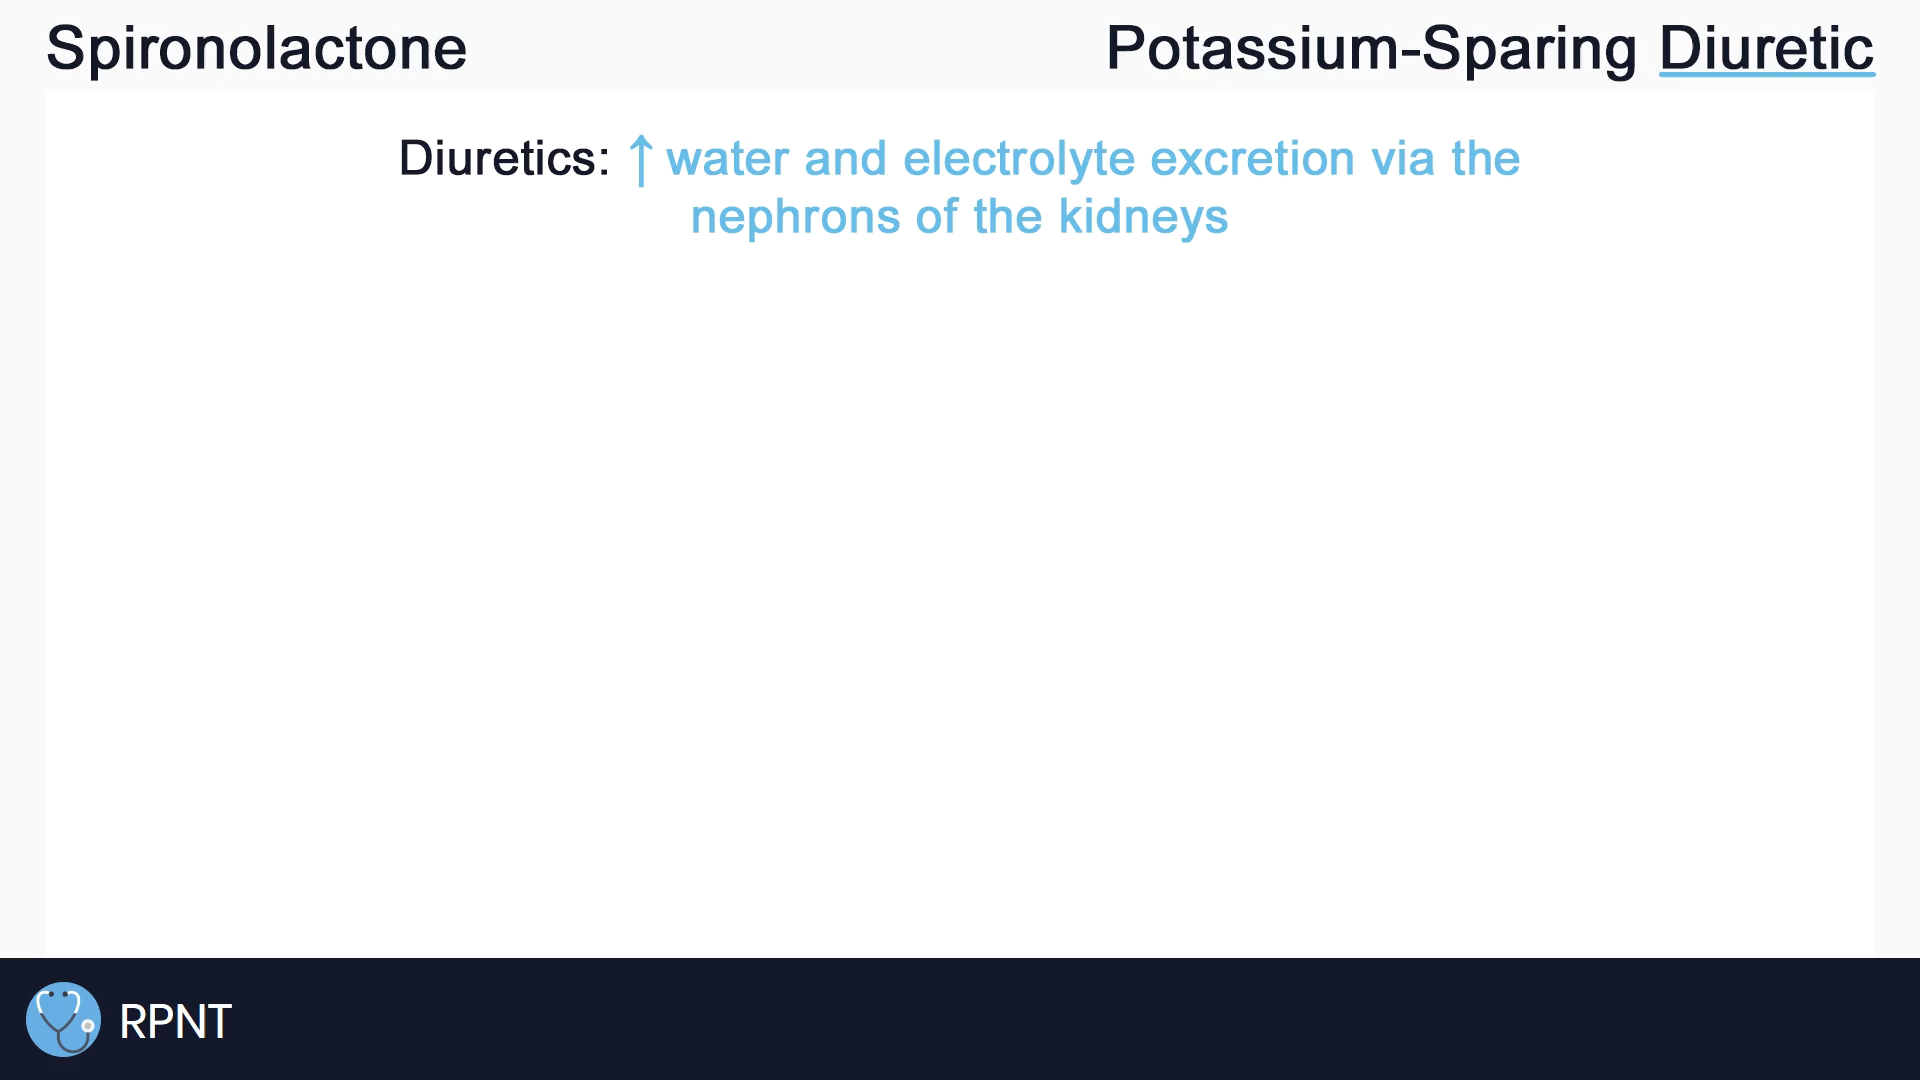 Spironolactone
Potassium-Sparing Diuretic
Diuretics: ↑ water and electrolyte excretion via the
nephrons of the kidneys
RPNT